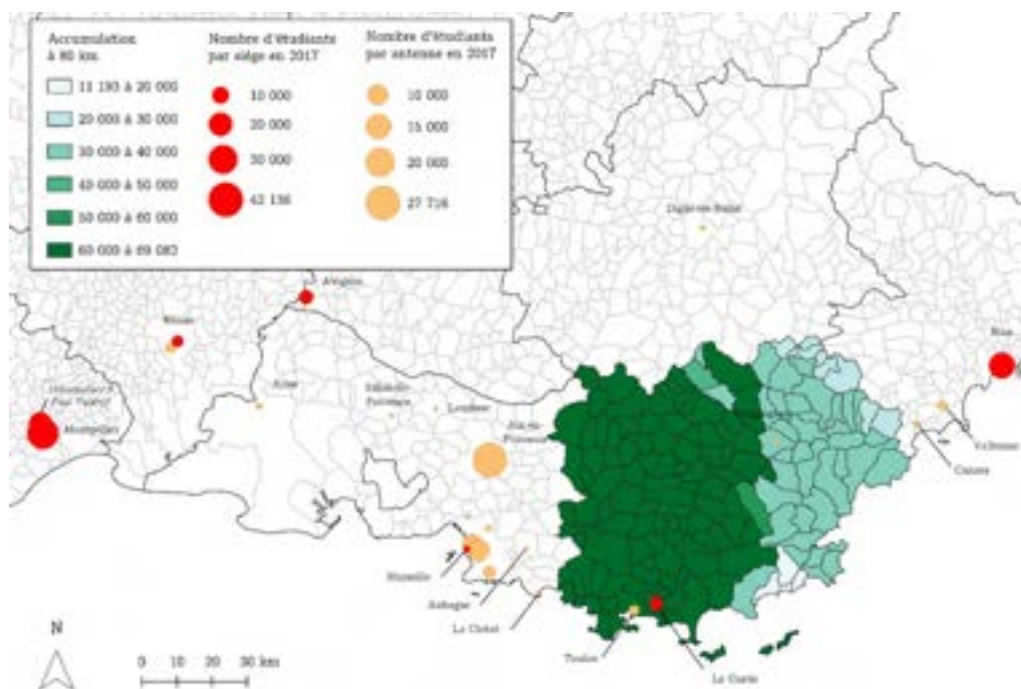 Accumulation
à 80 km
11 193 à 20 000
20 000 à 30 000
30 000 à 40 000
40 000 à 50 000
50 000 à 60 000
60 000 à 69 082
Nombre d'étudiants
par siège en 2017
10 000
20 000
30 000
42 136
Nombre d'étudiants
par antenne en 2017
10 000
15 000
20 000
27 716
Digne-les-Bains
Avignon
Nîmes
Nice
Arles
Salon-de-
Provence
Lambesc
Aix-en-
Provence
Montpellier
Valbonne
Cannes
Marseille
Aubagne
La Ciotat
Toulon
La Garde
N
0 10 20 30 km